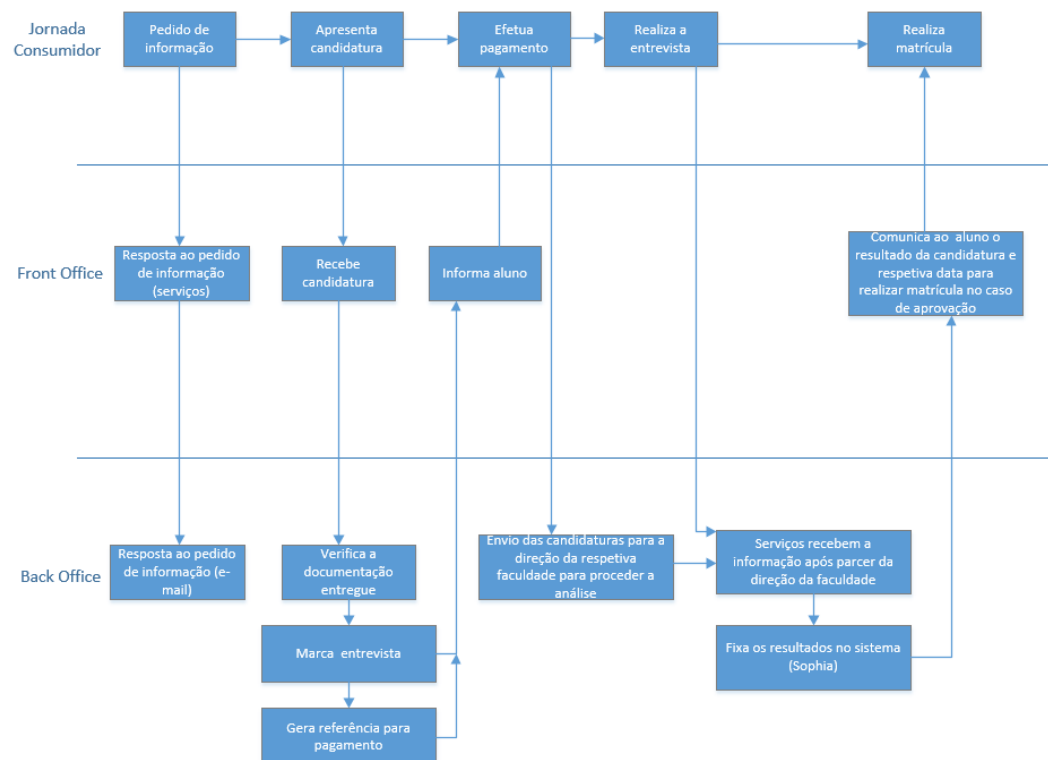 Jornada
Consumidor
Pedido de
informação
Apresenta
candidatura
Efetua
pagamento
Realiza a
entrevista
Realiza
matrícula
Front Office
Resposta ao pedido
de informação
(serviços)
Recebe
candidatura
Informa aluno
Comunica ao aluno o
resultado da candidatura e
respetiva data para
realizar matrícula no caso
de aprovação
Back Office
Resposta ao pedido
de informação (e-
mail)
Verifica a
documentação
entregue
Envio das candidaturas para a
direção da respetiva
faculdade para proceder a
análise
Serviços recebem a
informação após parcer da
direção da faculdade
Marca entrevista
Fixa os resultados no sistema
(Sophia)
Gera referência para
pagamento